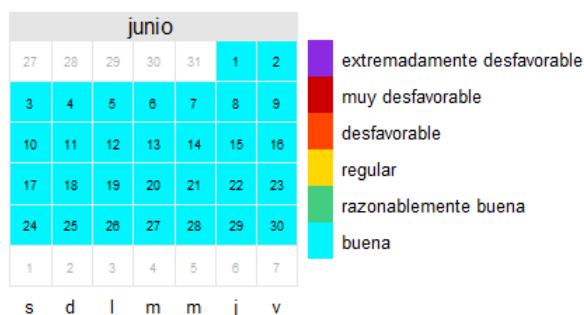 junio
27 28 29 30 31 1 2
3 4 5 6 7 8 9
10 11 12 13 14 15 16
17 18 19 20 21 22 23
24 25 26 27 28 29 30
1 2 3 4 5 6 7
s d l m m j v
extremadamente desfavorable
muy desfavorable
desfavorable
regular
razonablemente buena
buena